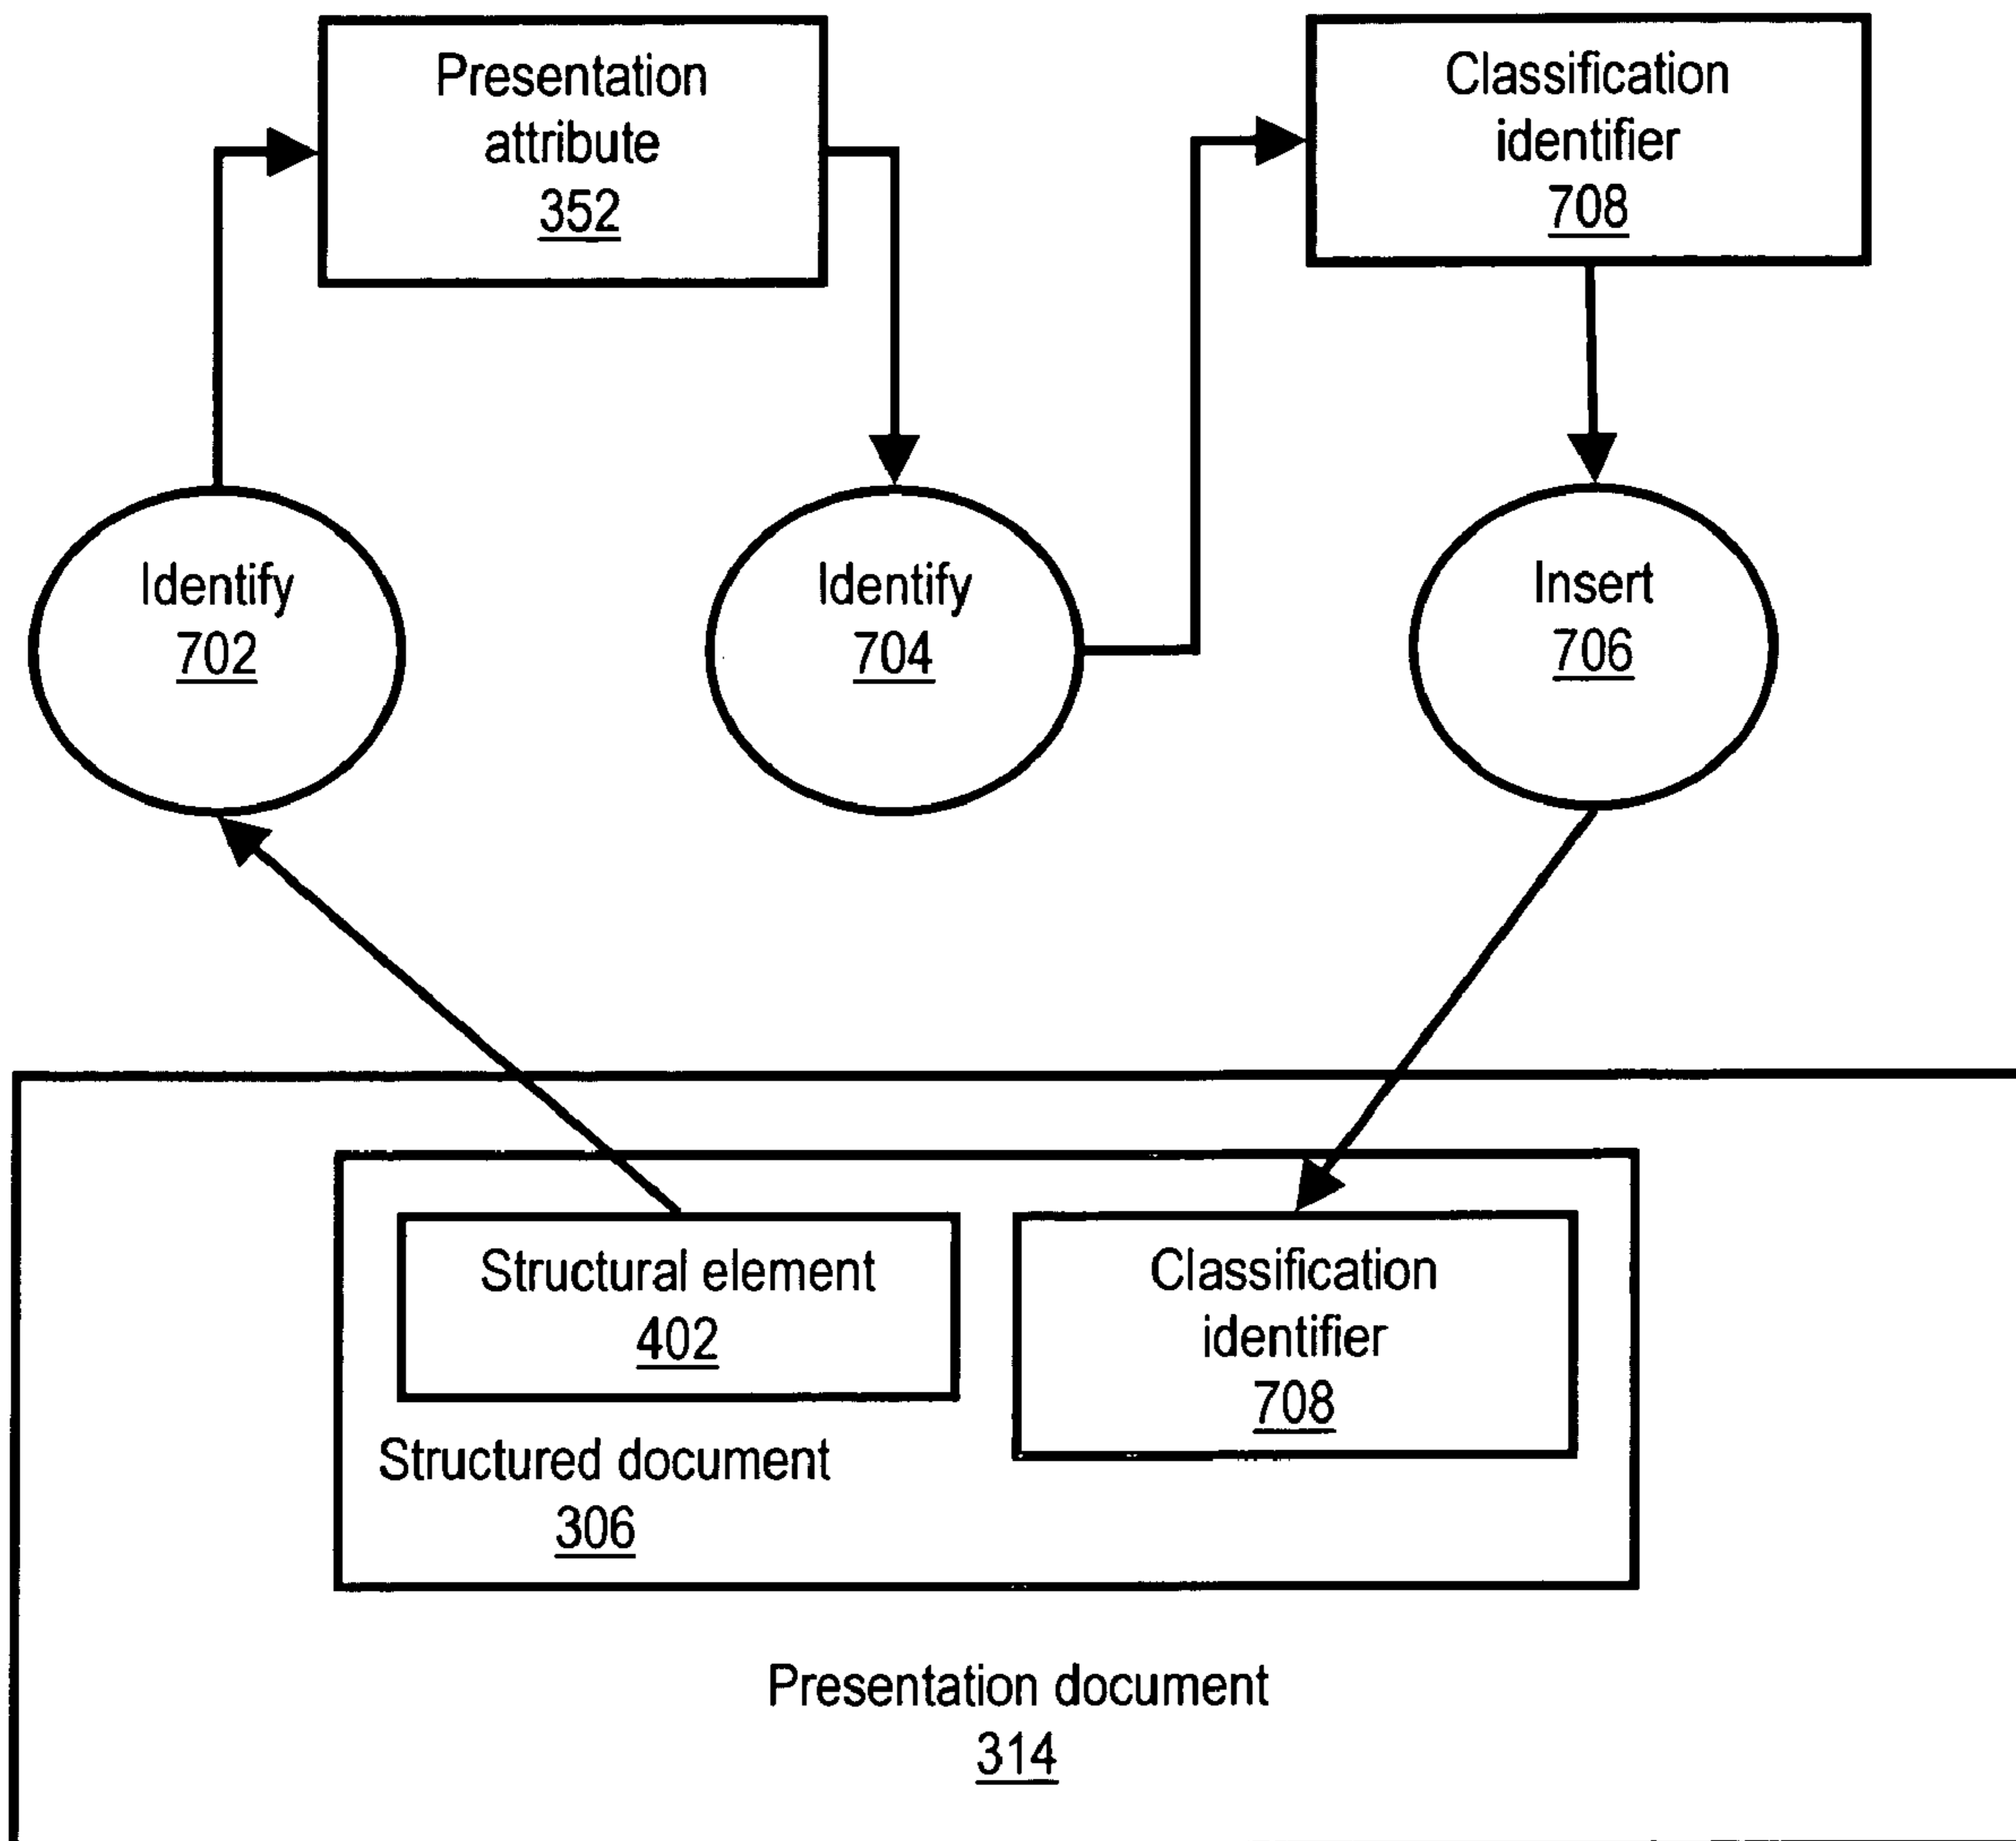 Presentation
attribute
352
Classification
identifier
708
Identify
702
Identify
704
Insert
706
Structural element
402
Classification
identifier
708
Structured document
306
Presentation document
314